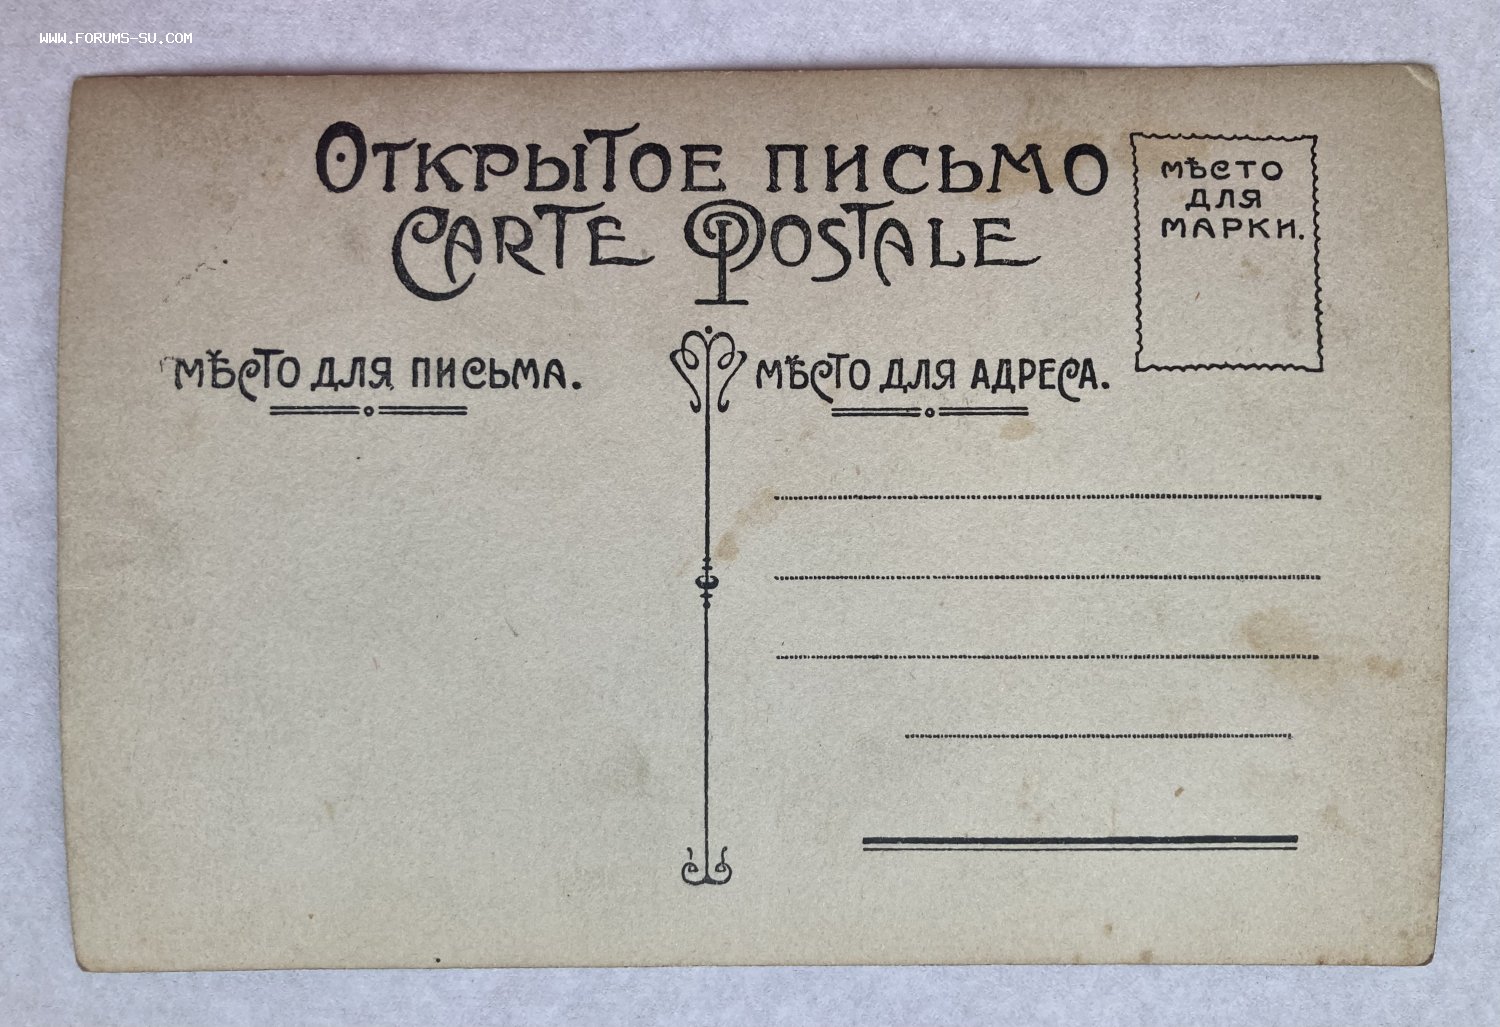 WWW.FORUMS-SU.COM
Открытое письмо
Carte Postale
мѣсто
для
марки.
мѣсто для письма.
мѣсто для адреса.